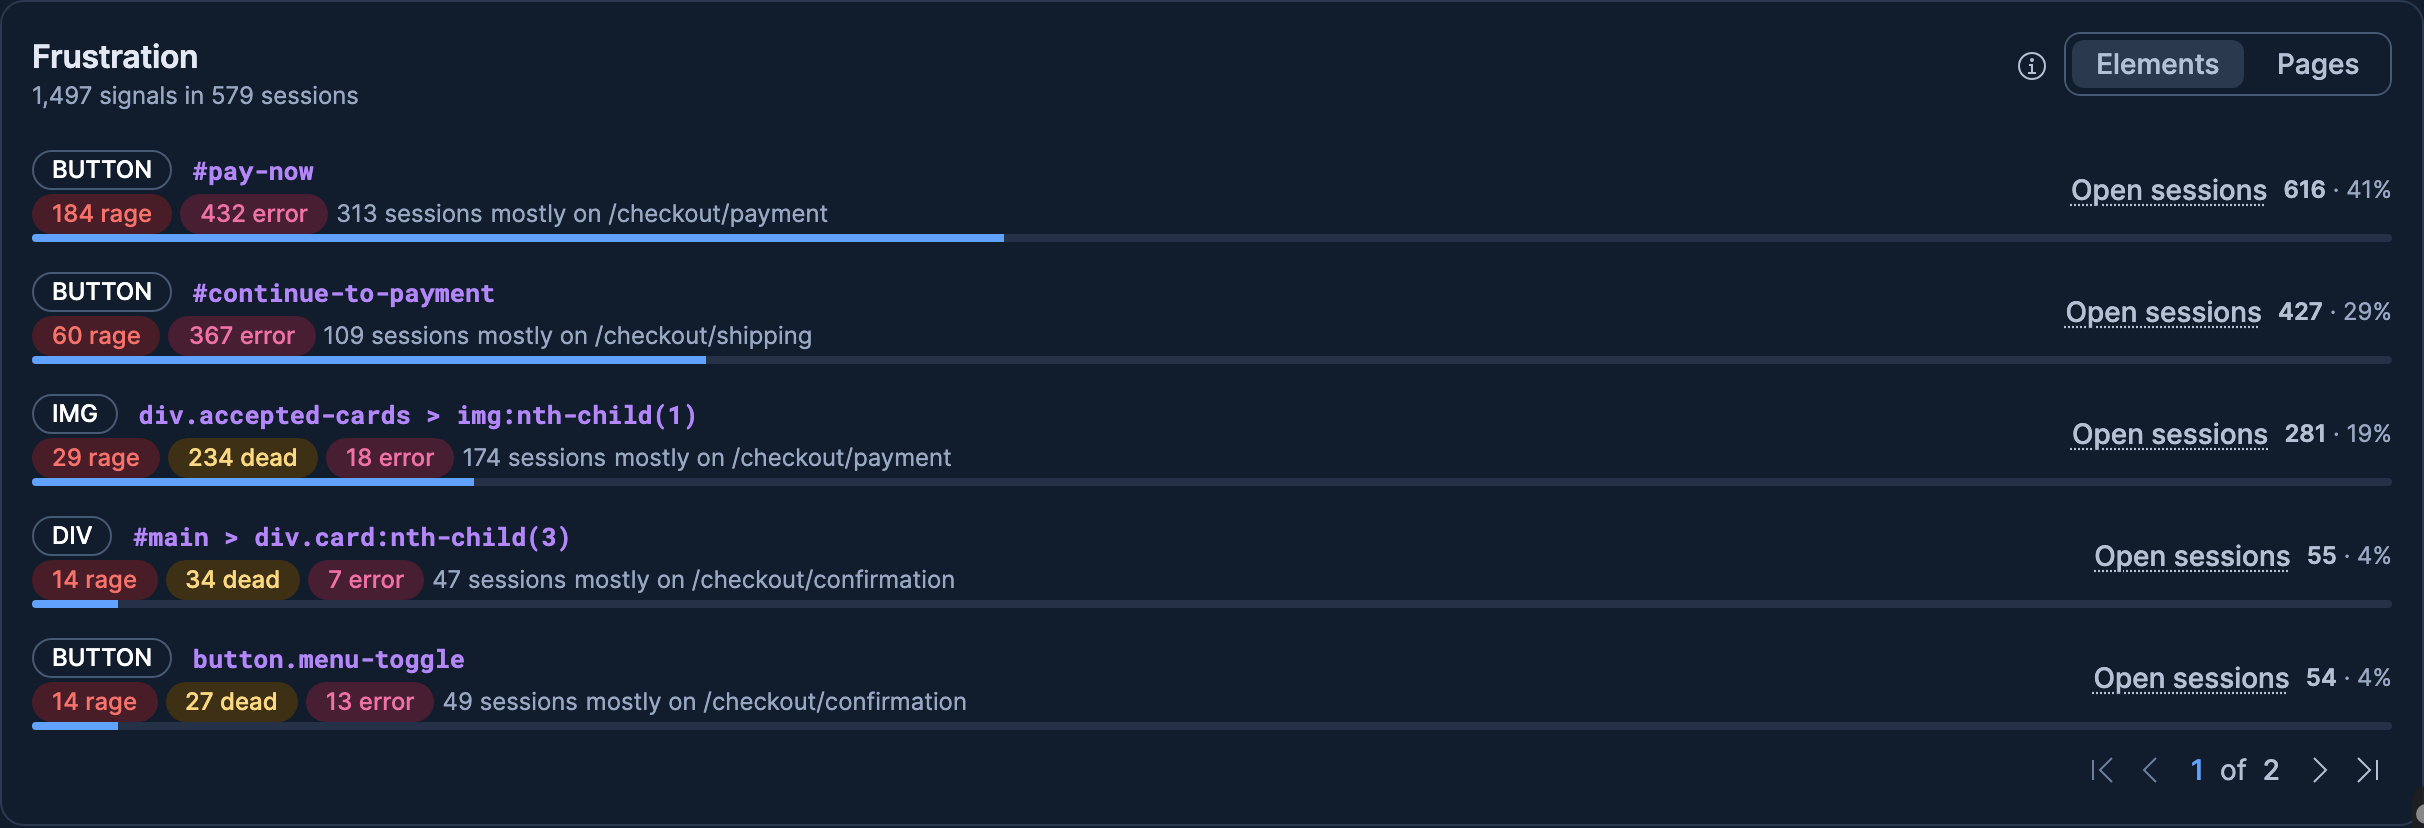 Frustration
1,497 signals in 579 sessions
Elements Pages
BUTTON #pay-now
184 rage 432 error 313 sessions mostly on /checkout/payment
Open sessions 616 · 41%
BUTTON #continue-to-payment
60 rage 367 error 109 sessions mostly on /checkout/shipping
Open sessions 427 · 29%
IMG div.accepted-cards > img:nth-child(1)
29 rage 234 dead 18 error 174 sessions mostly on /checkout/payment
Open sessions 281 · 19%
DIV #main > div.card:nth-child(3)
14 rage 34 dead 7 error 47 sessions mostly on /checkout/confirmation
Open sessions 55 · 4%
BUTTON button.menu-toggle
14 rage 27 dead 13 error 49 sessions mostly on /checkout/confirmation
Open sessions 54 · 4%
1 of 2